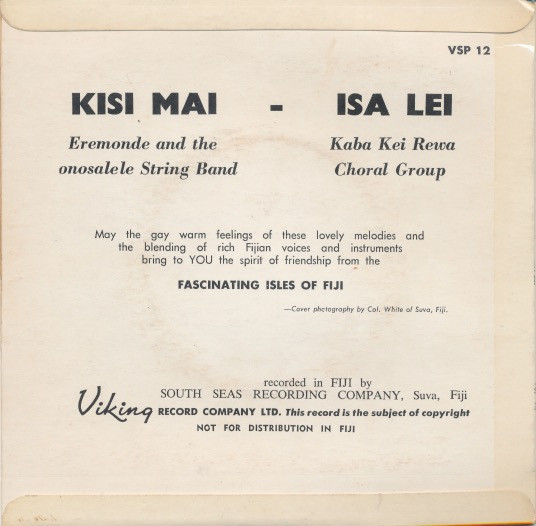 VSP 12
KISI MAI - ISA LEI
Eremonde and the Kaba Kei Rewa
onosalele String Band Choral Group
May the gay warm feelings of these lovely melodies and
the blending of rich Fijian voices and instruments
bring to YOU the spirit of friendship from the
FASCINATING ISLES OF FIJI
—Cover photography by Col. White of Suva, Fiji.
recorded in FIJI by
SOUTH SEAS RECORDING COMPANY, Suva, Fiji
Viking RECORD COMPANY LTD. This record is the subject of copyright
NOT FOR DISTRIBUTION IN FIJI